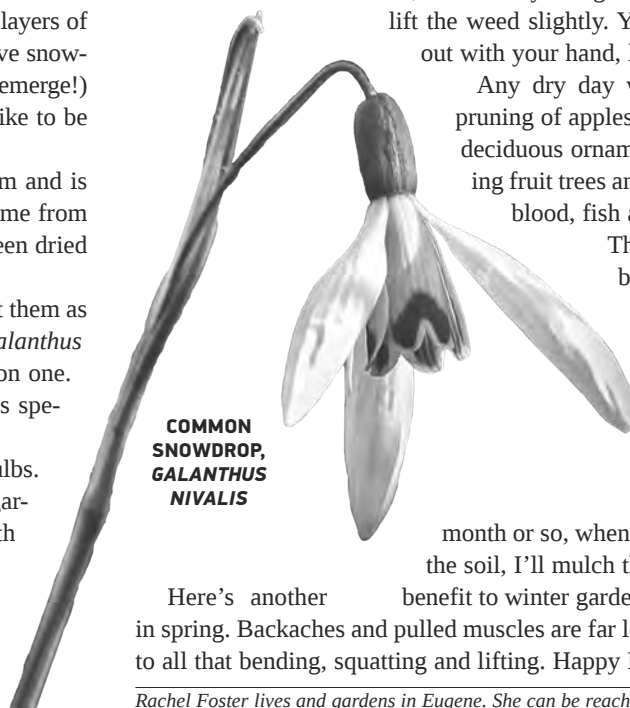 layers of
ve snow-
emerge!)
ike to be
m and is
me from
een dried
t them as
alanthus
on one.
s spe-
ulbs.
gar-
th
COMMON
SNOWDROP,
GALANTHUS
NIVALIS
lift the weed slightly. Y
out with your hand,
Any dry day w
pruning of apples
deciduous ornam
ing fruit trees an
blood, fish a
Th
b
month or so, when
the soil, I’ll mulch th
Here’s another benefit to winter garde
in spring. Backaches and pulled muscles are far le
to all that bending, squatting and lifting. Happy
Rachel Foster lives and gardens in Eugene. She can be reach